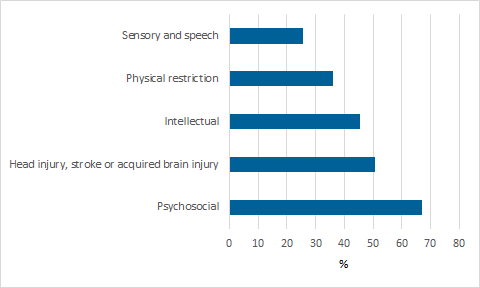 Sensory and speech
Physical restriction
Intellectual
Head injury, stroke or acquired brain injury
Psychosocial
0 10 20 30 40 50 60 70 80
%